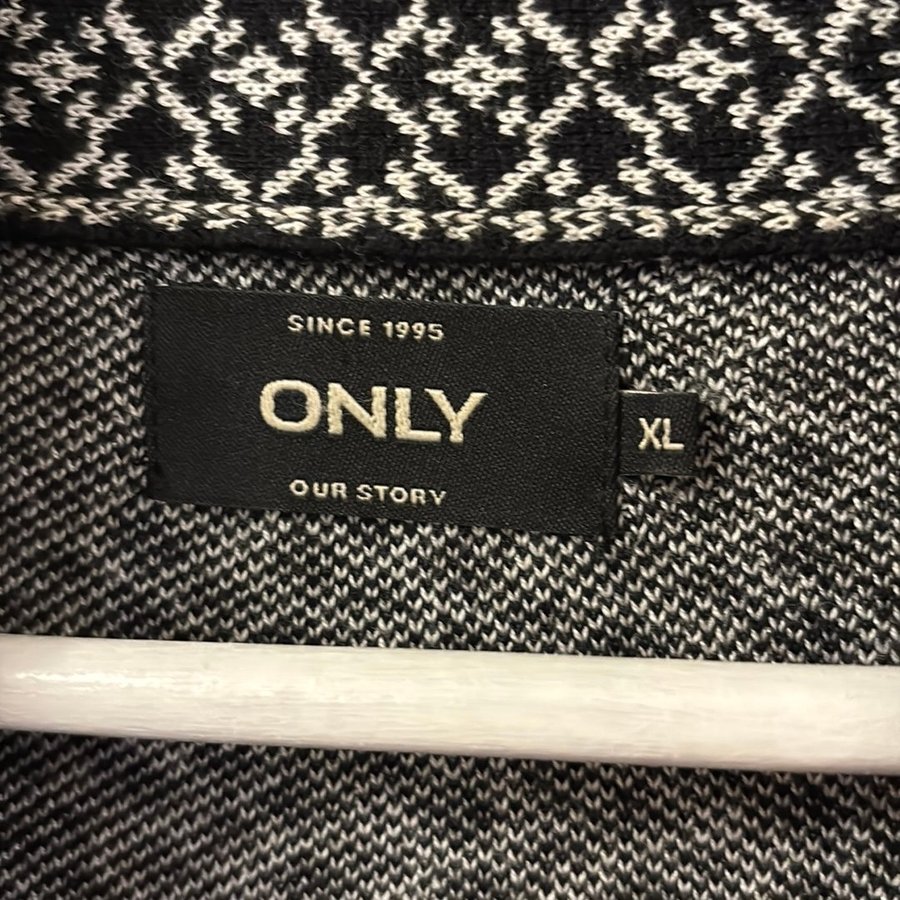 SINCE 1995
ONLY
XL
OUR STORY